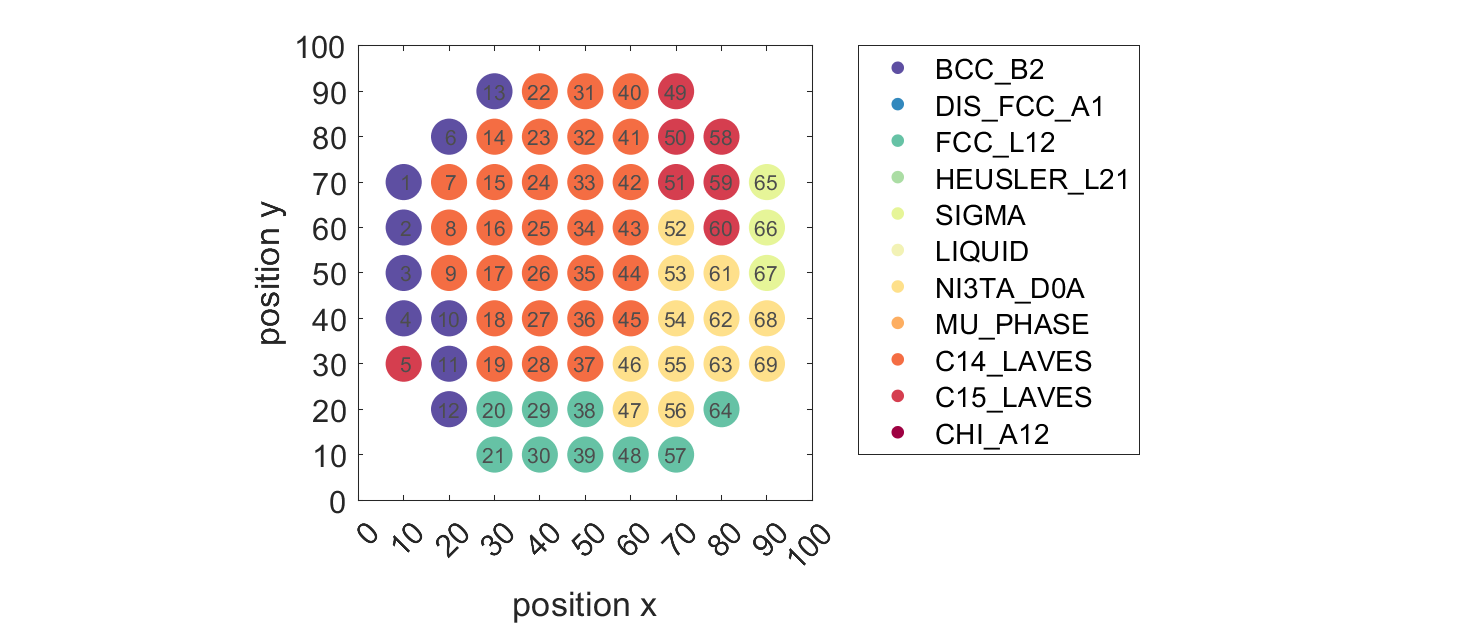 100
90 13 22 31 40 49
80 6 14 23 32 41 50 58
70 1 7 15 24 33 42 51 59 65
60 2 8 16 25 34 43 52 60 66
50 3 9 17 26 35 44 53 61 67
40 4 10 18 27 36 45 54 62 68
30 5 11 19 28 37 46 55 63 69
20 12 20 29 38 47 56 64
10 21 30 39 48 57
0
0 10 20 30 40 50 60 70 80 90 100
position x
position y
BCC_B2
DIS_FCC_A1
FCC_L12
HEUSLER_L21
SIGMA
LIQUID
NI3TA_D0A
MU_PHASE
C14_LAVES
C15_LAVES
CHI_A12